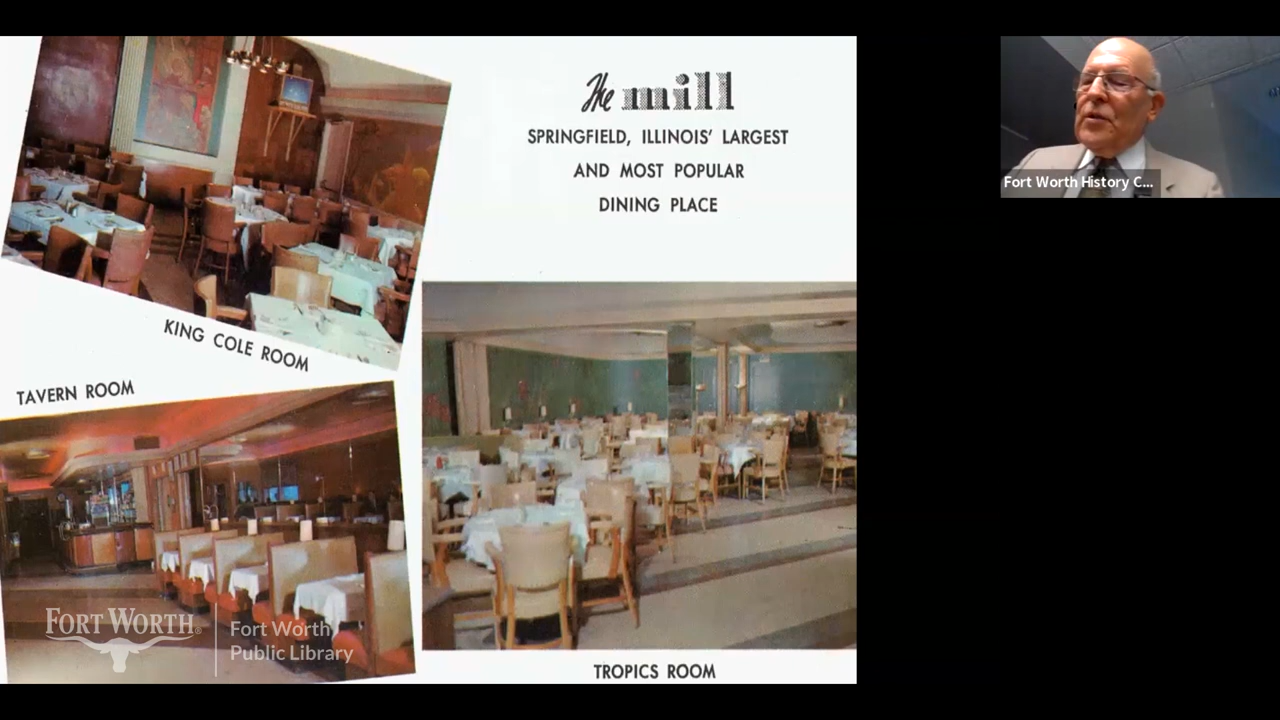 The mill
SPRINGFIELD, ILLINOIS' LARGEST
AND MOST POPULAR
DINING PLACE
KING COLE ROOM
TAVERN ROOM
TROPICS ROOM
FORT WORTH®
Fort Worth
Public Library
Fort Worth History C...